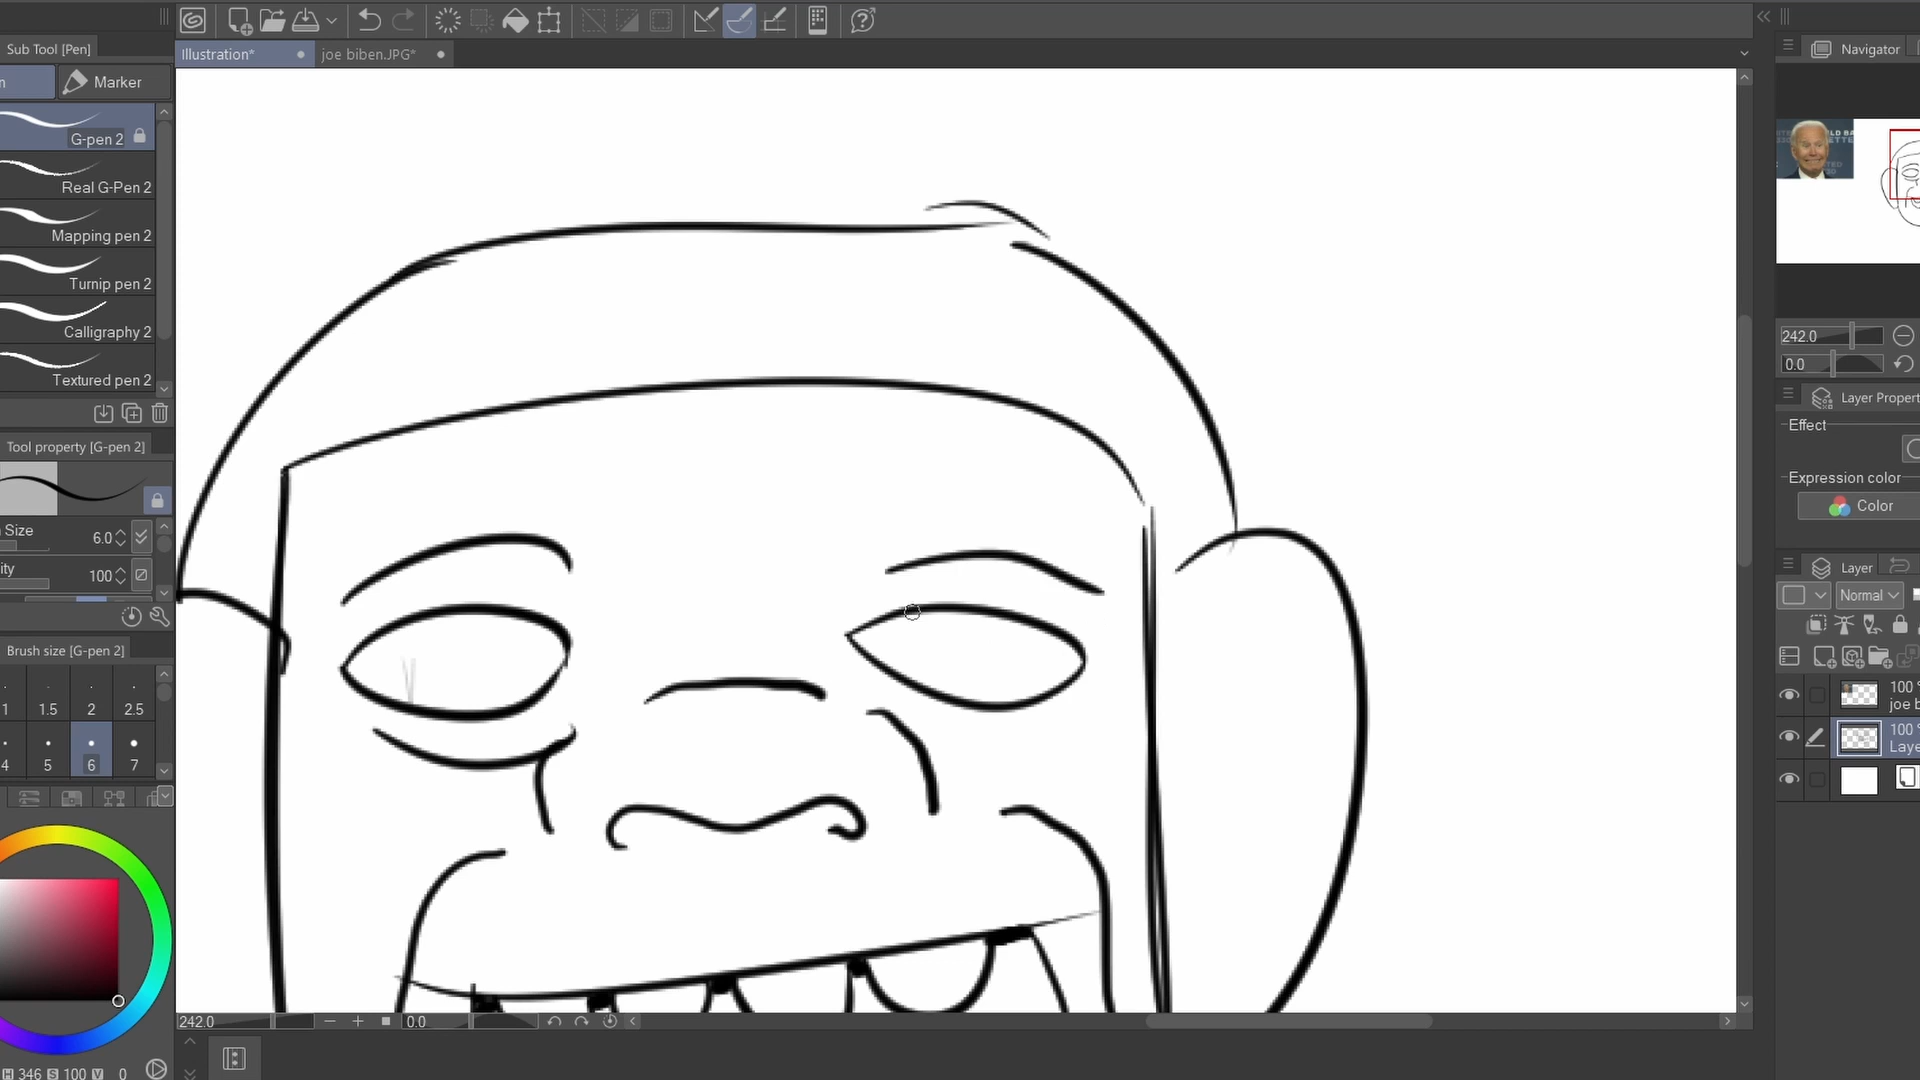 Sub Tool [Pen]
Marker
G-pen 2
Real G-Pen 2
Mapping pen 2
Turnip pen 2
Calligraphy 2
Textured pen 2
Tool property [G-pen 2]
Size
6.0
ity
100
Brush size [G-pen 2]
1 1.5 2 2.5
4 5 6 7
H 346 S 100 V 0
Illustration*
joe biben.JPG*
242.0
0.0
Navigator
242.0
0.0
Layer Propert
Effect
Expression color
Color
Layer
Normal
100
joe b
100
Laye